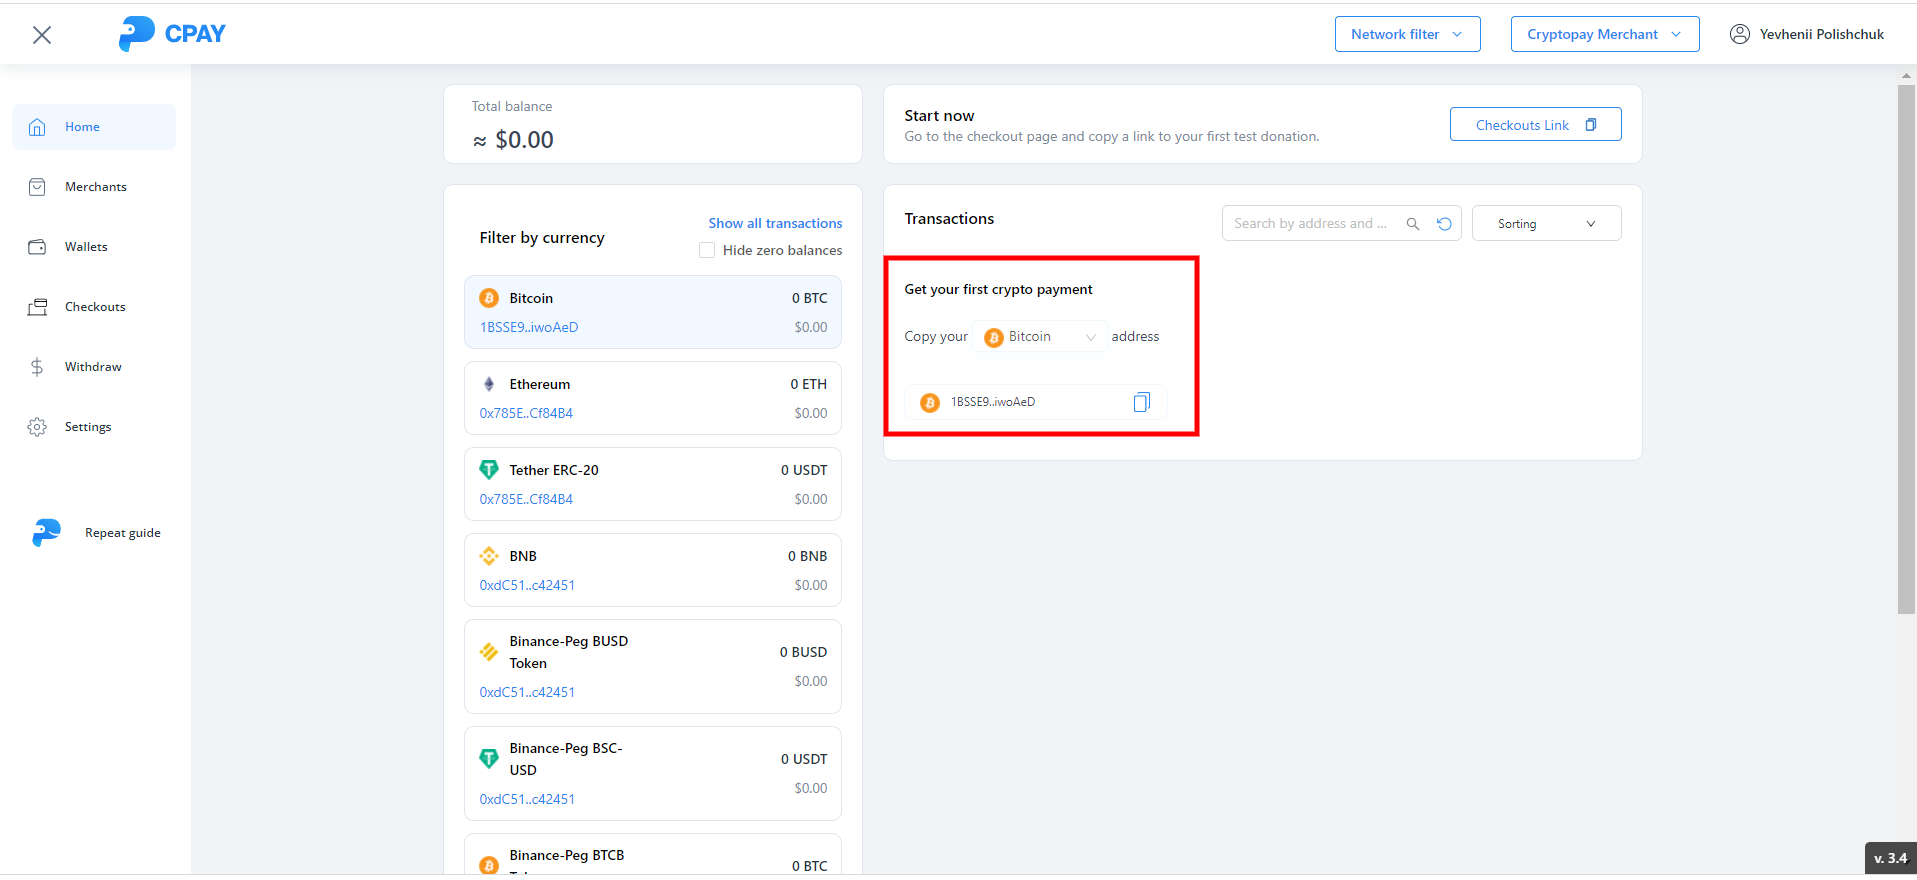 CPAY
Network filter
Cryptopay Merchant
Yevhenii Polishchuk
Home
Merchants
Wallets
Checkouts
Withdraw
Settings
Repeat guide
Total balance
≈ $0.00
Start now
Go to the checkout page and copy a link to your first test donation.
Checkouts Link
Filter by currency
Show all transactions
Hide zero balances
Bitcoin
0 BTC
1BSSE9..iwoAeD
$0.00
Ethereum
0 ETH
0x785E..Cf84B4
$0.00
Tether ERC-20
0 USDT
0x785E..Cf84B4
$0.00
BNB
0 BNB
0xdC51..c42451
$0.00
Binance-Peg BUSD
Token
0 BUSD
0xdC51..c42451
$0.00
Binance-Peg BSC-
USD
0 USDT
0xdC51..c42451
$0.00
Binance-Peg BTCB
0 BTC
Transactions
Search by address and ...
Sorting
Get your first crypto payment
Copy your Bitcoin address
1BSSE9..iwoAeD
v. 3.4